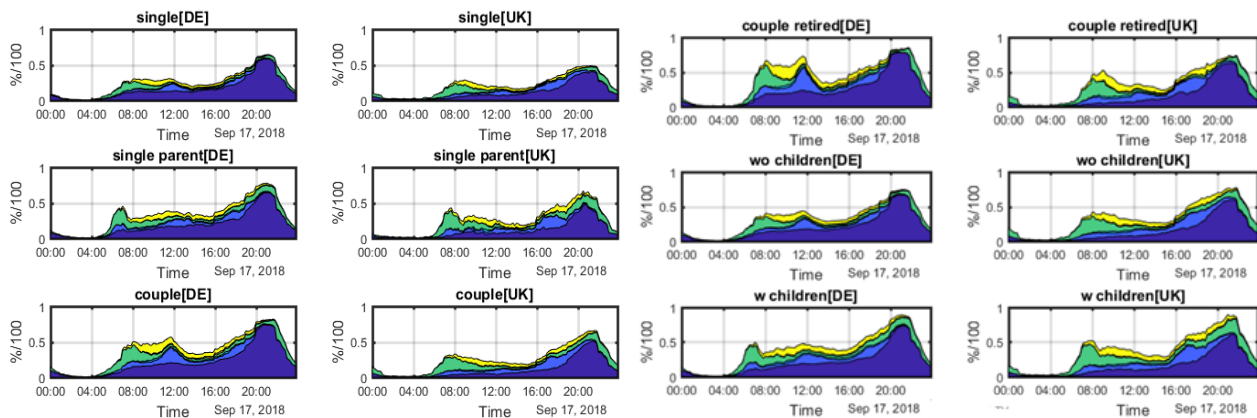 single[DE]
%/100
1
0.5
0
00:00 04:00 08:00 12:00 16:00 20:00
Time
Sep 17, 2018
single[UK]
%/100
1
0.5
0
00:00 04:00 08:00 12:00 16:00 20:00
Time
Sep 17, 2018
couple retired[DE]
%/100
1
0.5
0
00:00 04:00 08:00 12:00 16:00 20:00
Time
Sep 17, 2018
couple retired[UK]
%/100
1
0.5
0
00:00 04:00 08:00 12:00 16:00 20:00
Time
Sep 17, 2018
single parent[DE]
%/100
1
0.5
0
00:00 04:00 08:00 12:00 16:00 20:00
Time
Sep 17, 2018
single parent[UK]
%/100
1
0.5
0
00:00 04:00 08:00 12:00 16:00 20:00
Time
Sep 17, 2018
wo children[DE]
%/100
1
0.5
0
00:00 04:00 08:00 12:00 16:00 20:00
Time
Sep 17, 2018
wo children[UK]
%/100
1
0.5
0
00:00 04:00 08:00 12:00 16:00 20:00
Time
Sep 17, 2018
couple[DE]
%/100
1
0.5
0
00:00 04:00 08:00 12:00 16:00 20:00
Time
Sep 17, 2018
couple[UK]
%/100
1
0.5
0
00:00 04:00 08:00 12:00 16:00 20:00
Time
Sep 17, 2018
w children[DE]
%/100
1
0.5
0
00:00 04:00 08:00 12:00 16:00 20:00
Time
Sep 17, 2018
w children[UK]
%/100
1
0.5
0
00:00 04:00 08:00 12:00 16:00 20:00
Time
Sep 17, 2018